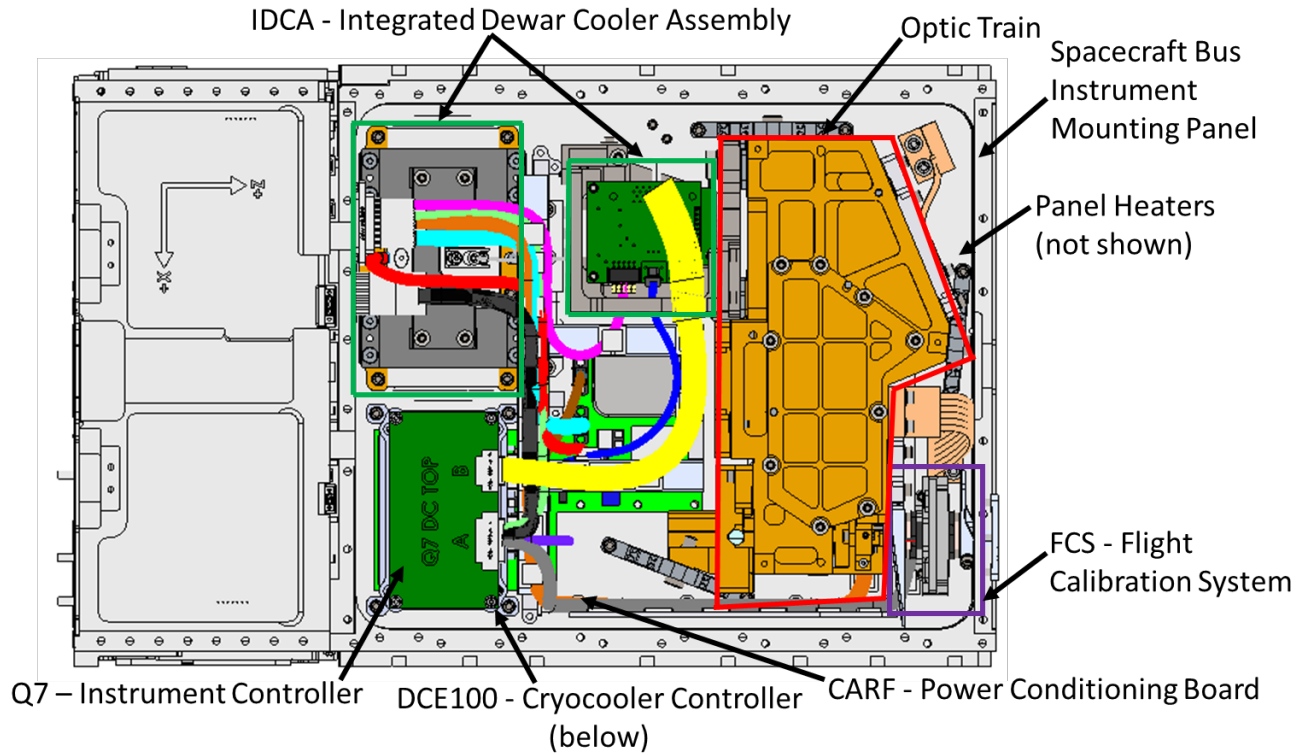 IDCA - Integrated Dewar Cooler Assembly
Optic Train
Spacecraft Bus
Instrument
Mounting Panel
Panel Heaters
(not shown)
+Z
+X
B
Q7 DC TOP
A
FCS - Flight
Calibration System
Q7 – Instrument Controller
DCE100 - Cryocooler Controller
(below)
CARF - Power Conditioning Board